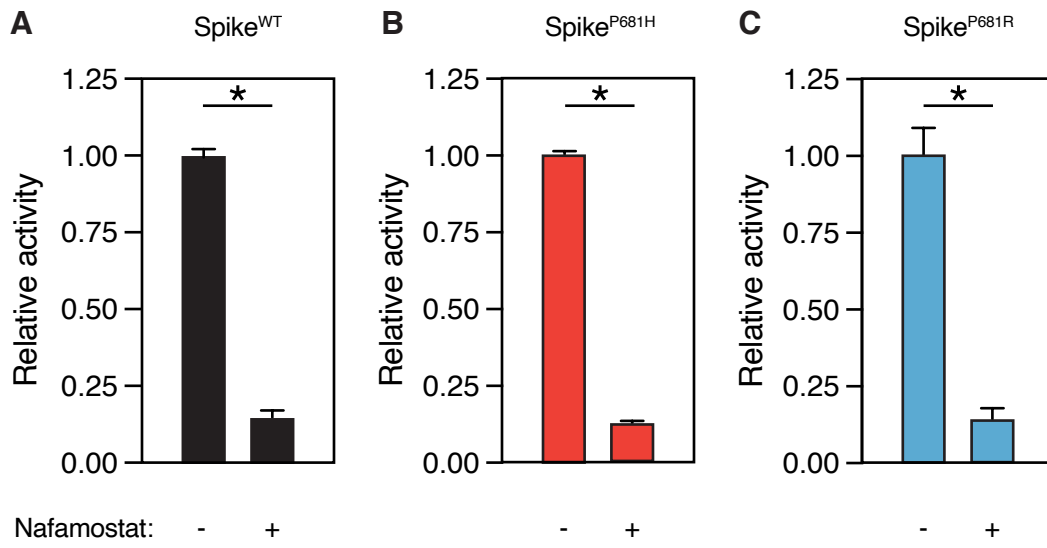 A
Spike^WT
Relative activity
1.25
1.00
0.75
0.50
0.25
0.00
*
B
Spike^P681H
Relative activity
1.25
1.00
0.75
0.50
0.25
0.00
*
C
Spike^P681R
Relative activity
1.25
1.00
0.75
0.50
0.25
0.00
*
Nafamostat: - + - + - +